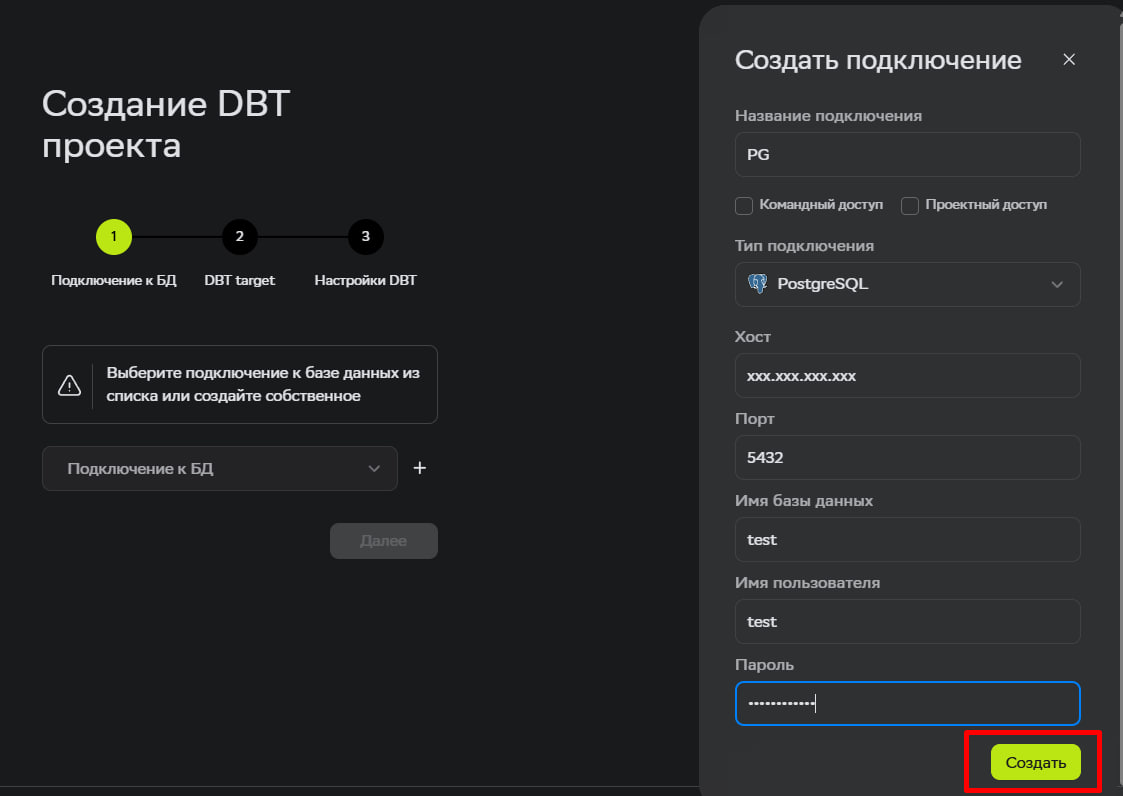 Создание DBT
проекта
1
2
3
Подключение к БД
DBT target
Настройки DBT
Выберите подключение к базе данных из
списка или создайте собственное
Подключение к БД
Далее
Создать подключение
Название подключения
PG
Командный доступ
Проектный доступ
Тип подключения
PostgreSQL
Хост
xxx.xxx.xxx.xxx
Порт
5432
Имя базы данных
test
Имя пользователя
test
Пароль
••••••••••••
Создать